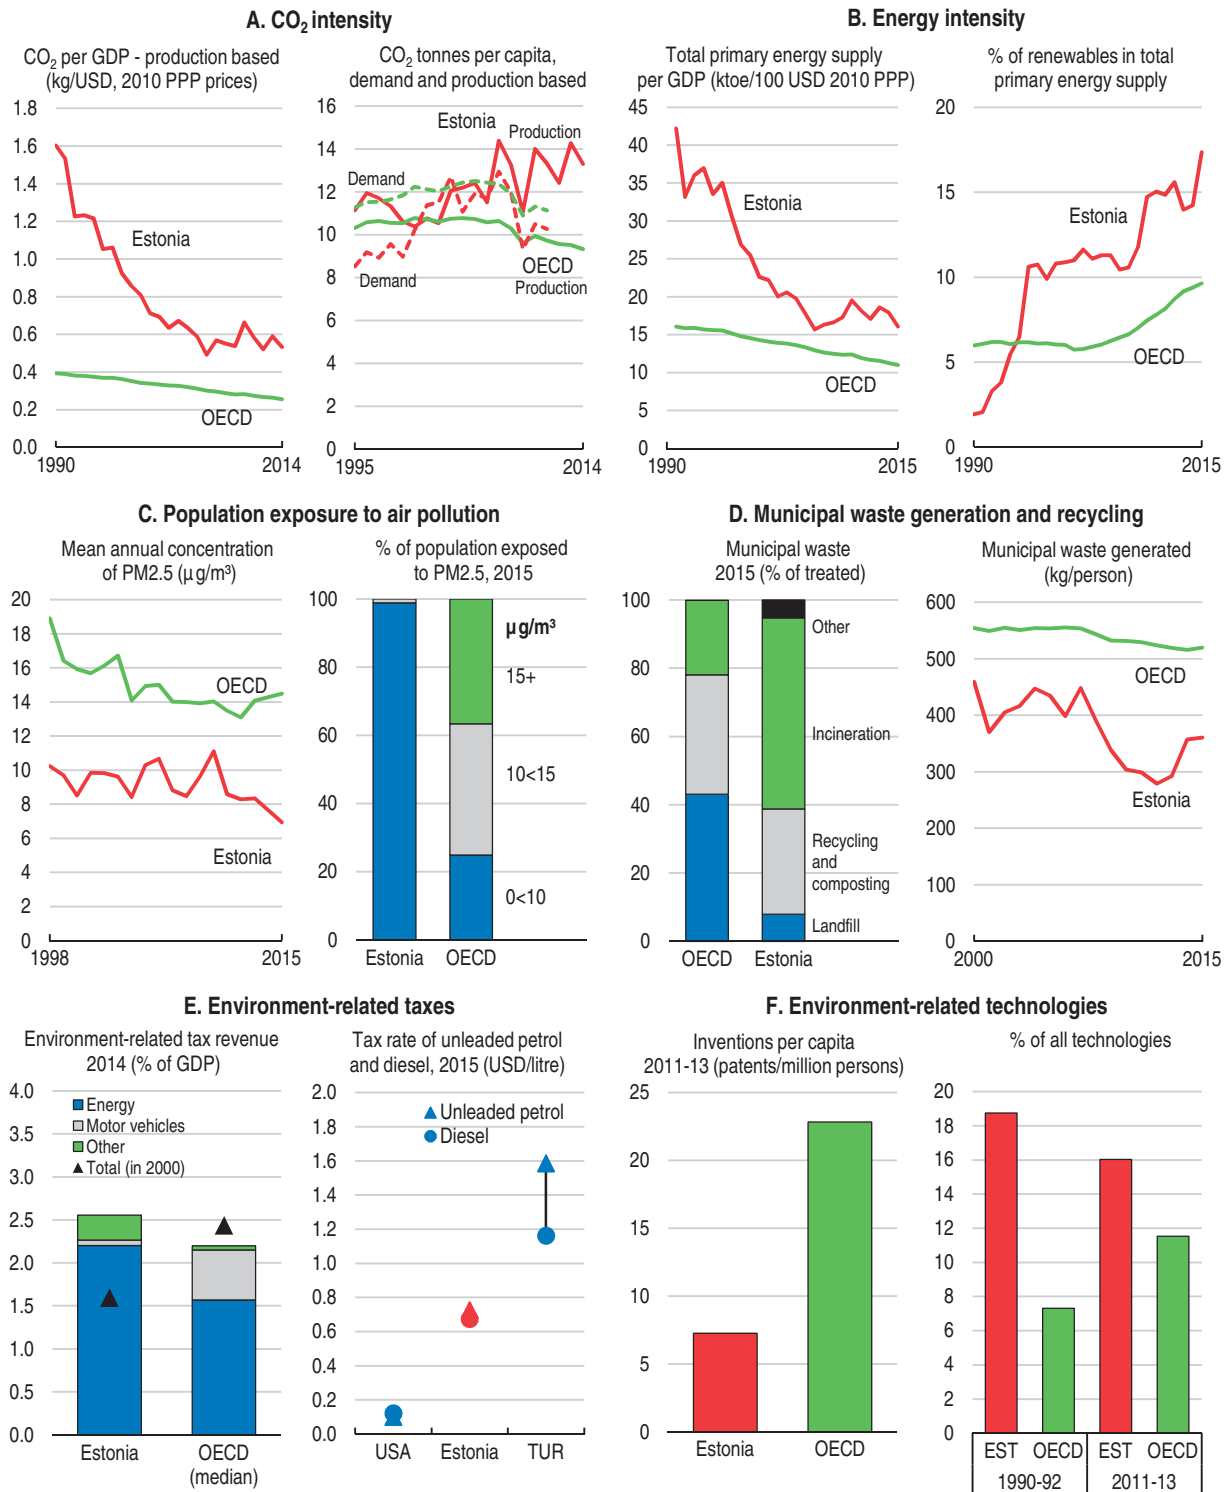 A. CO₂ intensity
CO₂ per GDP - production based
(kg/USD, 2010 PPP prices)
1.8
1.6
1.4
1.2
1.0
0.8
0.6
0.4
0.2
0.0
Estonia
OECD
1990
2014
CO₂ tonnes per capita,
demand and production based
16
14
12
10
8
6
4
2
0
Estonia
Production
Demand
Demand
OECD
Production
1995
2014
B. Energy intensity
Total primary energy supply
per GDP (ktoe/100 USD 2010 PPP)
45
40
35
30
25
20
15
10
5
0
Estonia
OECD
1990
2015
% of renewables in total
primary energy supply
20
15
10
5
0
Estonia
OECD
1990
2015
C. Population exposure to air pollution
Mean annual concentration
of PM2.5 (µg/m³)
20
18
16
14
12
10
8
6
4
2
0
OECD
Estonia
1998
2015
% of population exposed
to PM2.5, 2015
100
80
60
40
20
0
µg/m³
15+
10<15
0<10
Estonia
OECD
D. Municipal waste generation and recycling
Municipal waste
2015 (% of treated)
100
80
60
40
20
0
Other
Incineration
Recycling
and
composting
Landfill
OECD
Estonia
Municipal waste generated
(kg/person)
600
500
400
300
200
100
0
OECD
Estonia
2000
2015
E. Environment-related taxes
Environment-related tax revenue
2014 (% of GDP)
4.0
3.5
3.0
2.5
2.0
1.5
1.0
0.5
0.0
Energy
Motor vehicles
Other
Total (in 2000)
Estonia
OECD
(median)
Tax rate of unleaded petrol
and diesel, 2015 (USD/litre)
2.0
1.8
1.6
1.4
1.2
1.0
0.8
0.6
0.4
0.2
0.0
Unleaded petrol
Diesel
USA
Estonia
TUR
F. Environment-related technologies
Inventions per capita
2011-13 (patents/million persons)
25
20
15
10
5
0
Estonia
OECD
% of all technologies
20
18
16
14
12
10
8
6
4
2
0
EST
OECD
EST
OECD
1990-92
2011-13